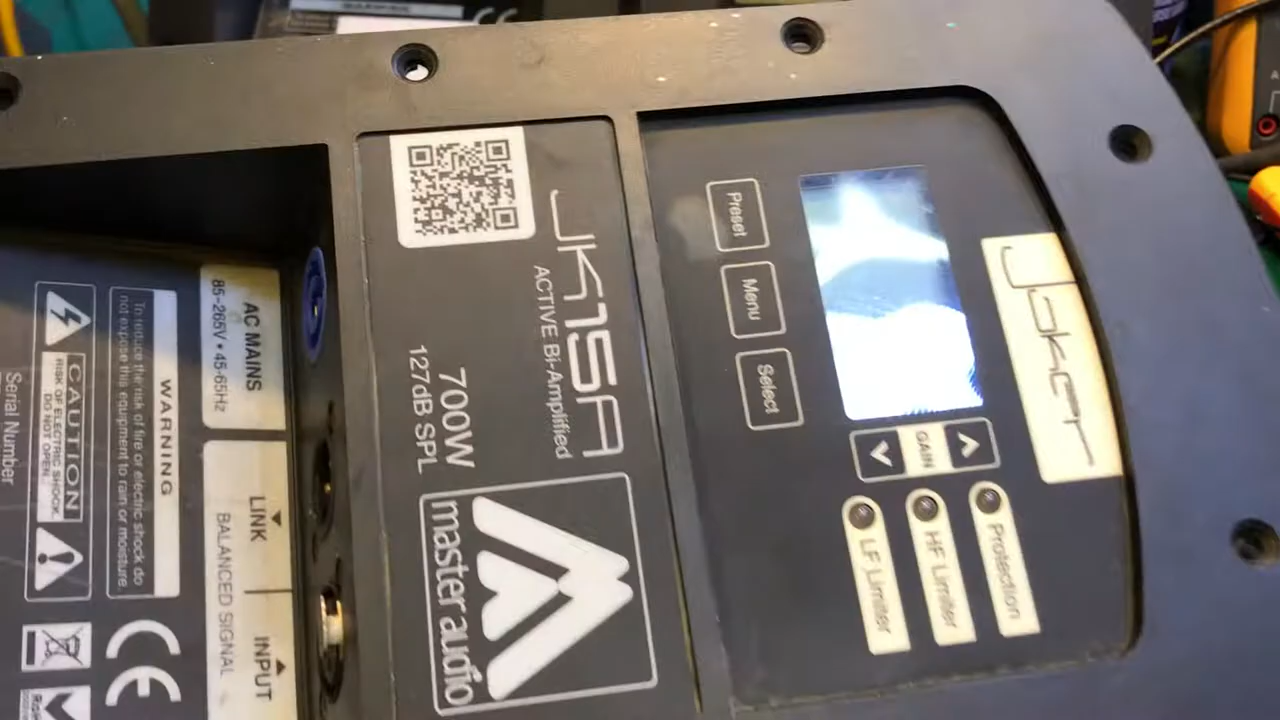 Joker
GAIN
Protection
HF Limiter
LF Limiter
Preset
Menu
Select
JK15A
ACTIVE Bi-Amplified
700W
127dB SPL
master audio
AC MAINS
85-265V • 45-65Hz
LINK
INPUT
BALANCED SIGNAL
WARNING
To reduce the risk of fire or electric shock do
not expose this equipment to rain or moisture.
CAUTION
RISK OF ELECTRIC SHOCK
DO NOT OPEN
Serial Number
CE